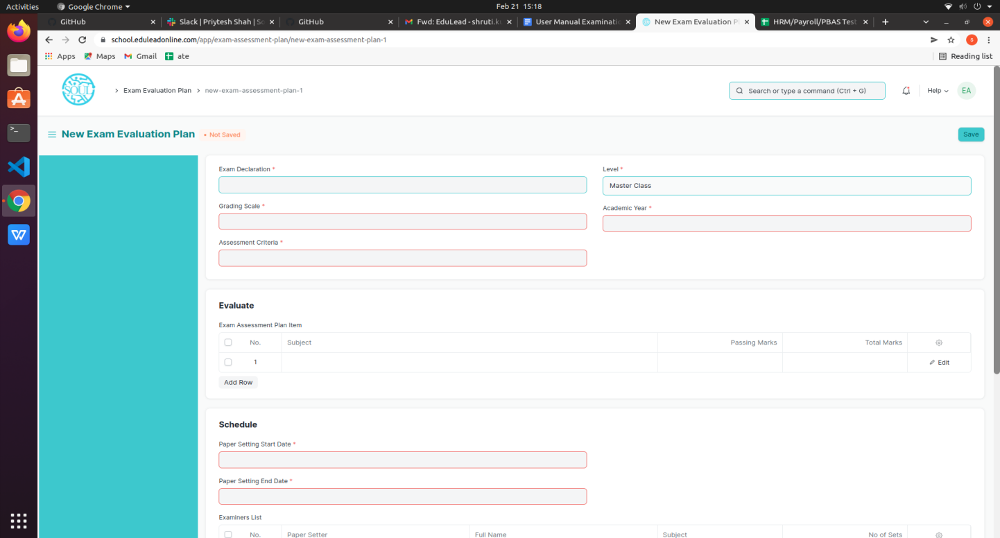 Activities
Google Chrome
Feb 21 15:18
GitHub
Slack | Priytesh Shah | Sc
GitHub
Fwd: EduLead - shruti.ku
User Manual Examinatio
New Exam Evaluation Pl
HRM/Payroll/PBAS Test
school.eduleadonline.com/app/exam-assessment-plan/new-exam-assessment-plan-1
S
Apps
Maps
Gmail
ate
Reading list
SOUL
Exam Evaluation Plan
new-exam-assessment-plan-1
Search or type a command (Ctrl + G)
Help
EA
New Exam Evaluation Plan
• Not Saved
Save
Exam Declaration *
Level *
Master Class
Grading Scale *
Academic Year *
Assessment Criteria *
Evaluate
Exam Assessment Plan Item
No. Subject Passing Marks Total Marks
1 Edit
Add Row
Schedule
Paper Setting Start Date *
Paper Setting End Date *
Examiners List
No. Paper Setter Full Name Subject No of Sets